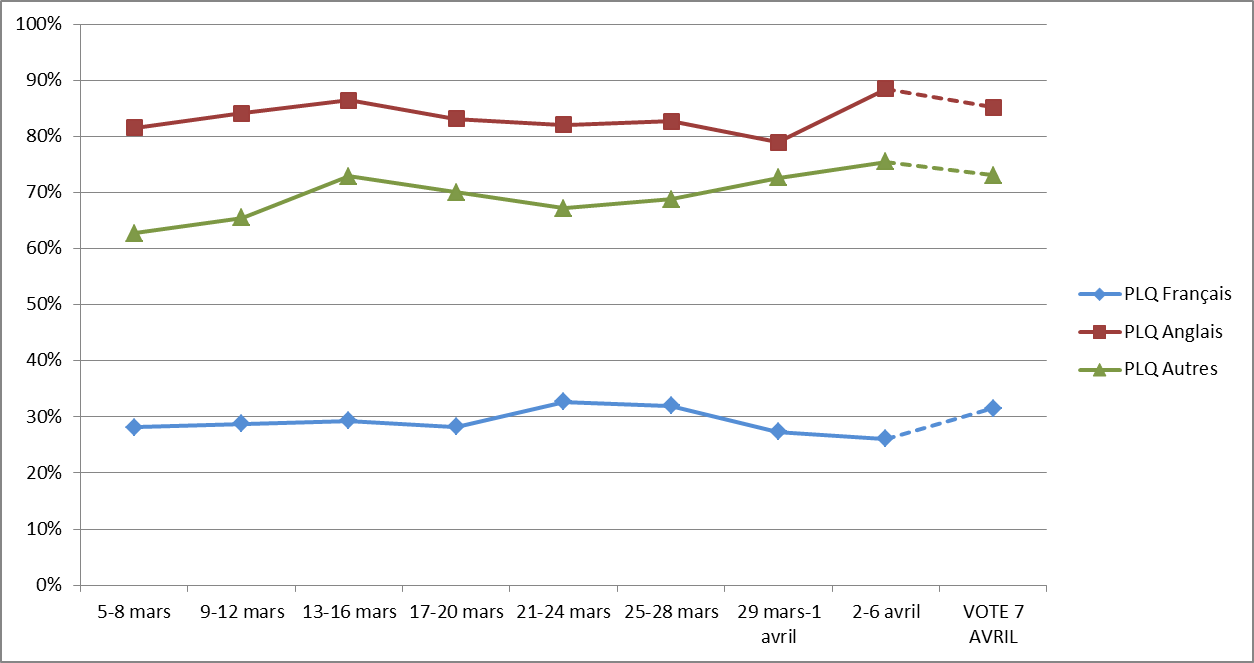 100%
90%
80%
70%
60%
50%
40%
30%
20%
10%
0%
5-8 mars
9-12 mars
13-16 mars
17-20 mars
21-24 mars
25-28 mars
29 mars-1
avril
2-6 avril
VOTE 7
AVRIL
PLQ Français
PLQ Anglais
PLQ Autres